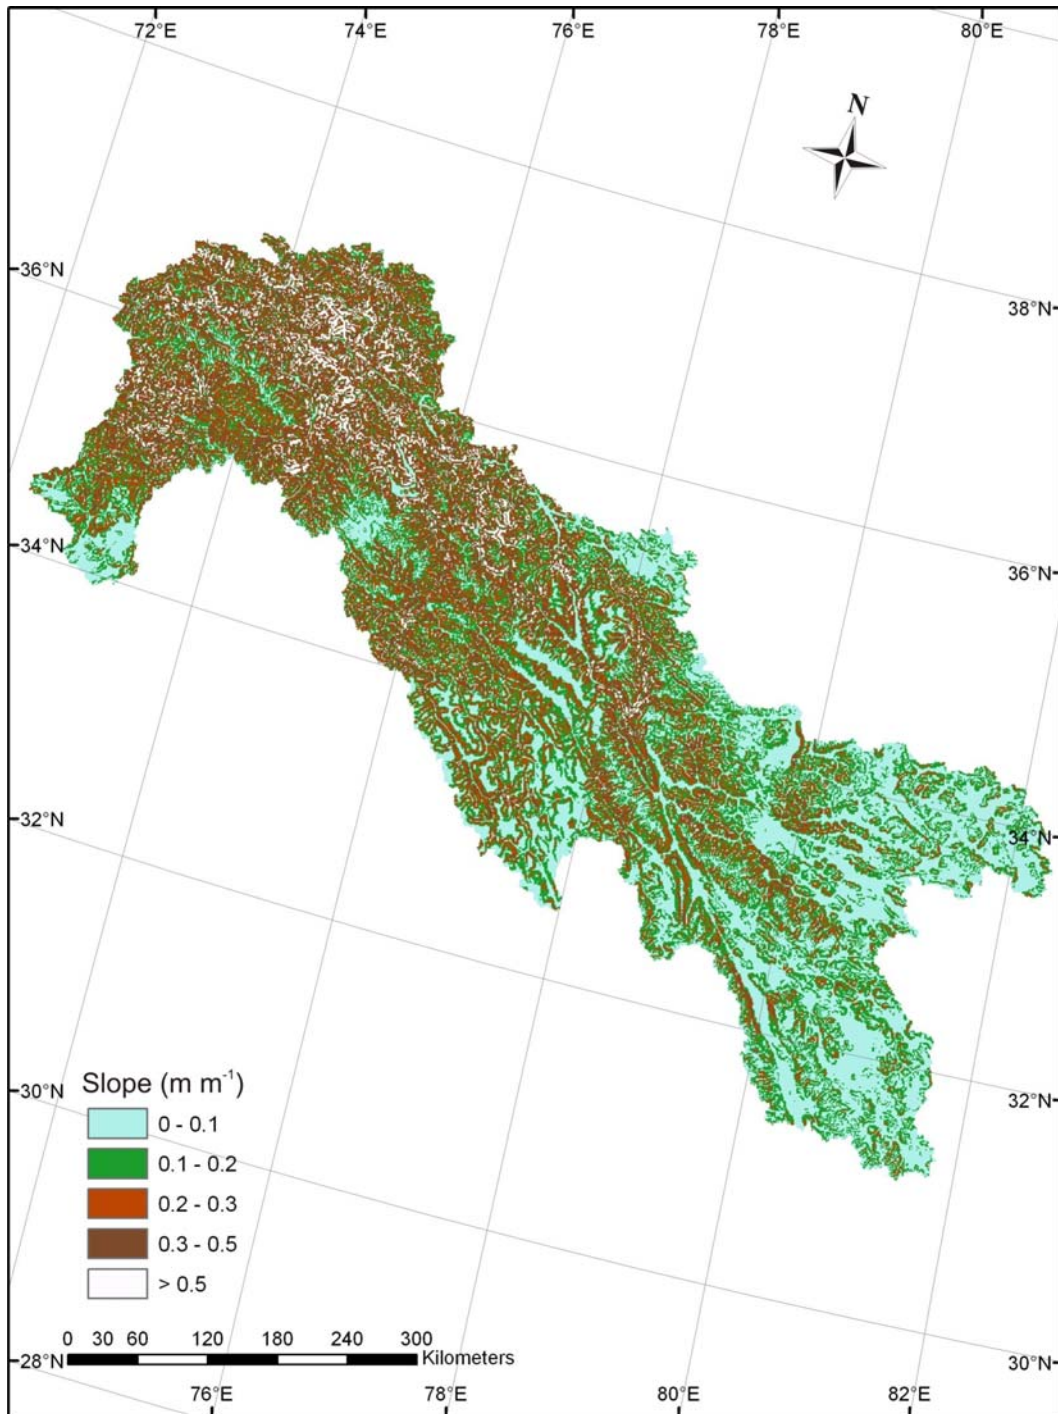 72°E 74°E 76°E 78°E 80°E
N
36°N
38°N
34°N
36°N
32°N
34°N
30°N
32°N
Slope (m m⁻¹)
0 - 0.1
0.1 - 0.2
0.2 - 0.3
0.3 - 0.5
> 0.5
0 30 60 120 180 240 300
Kilometers
28°N
30°N
76°E 78°E 80°E 82°E